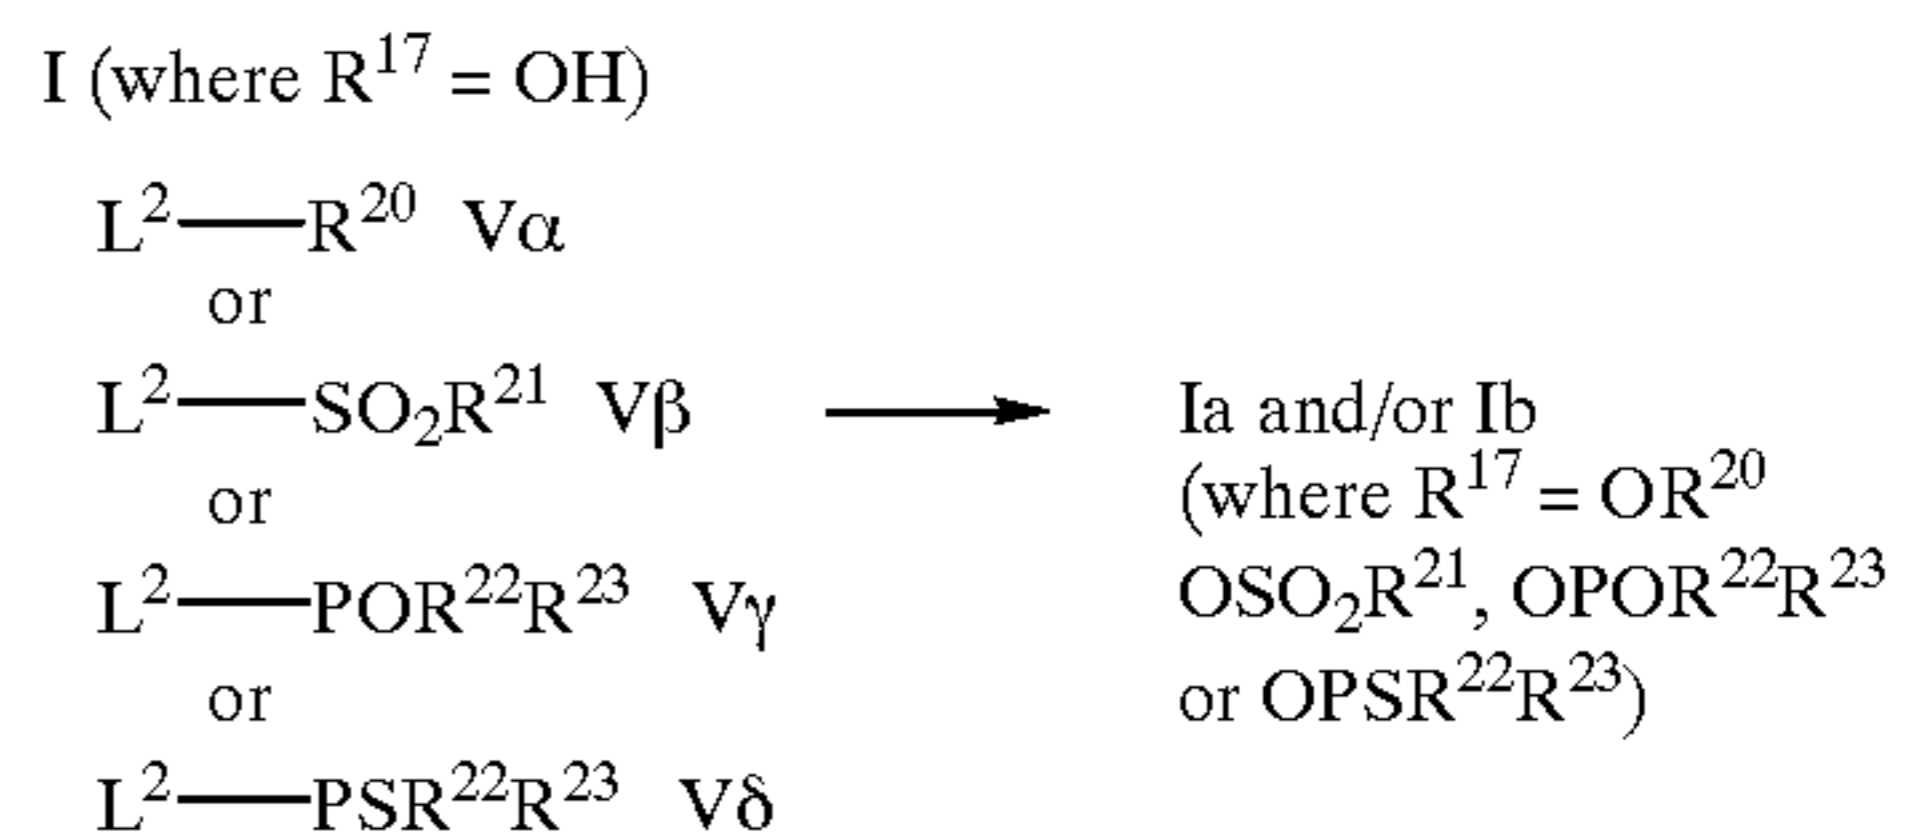 I (where R¹⁷ = OH)
L²—R²⁰ Vα
or
L²—SO₂R²¹ Vβ
or
L²—POR²²R²³ Vγ
or
L²—PSR²²R²³ Vδ
Ia and/or Ib
(where R¹⁷ = OR²⁰
OSO₂R²¹, OPOR²²R²³
or OPSR²²R²³)